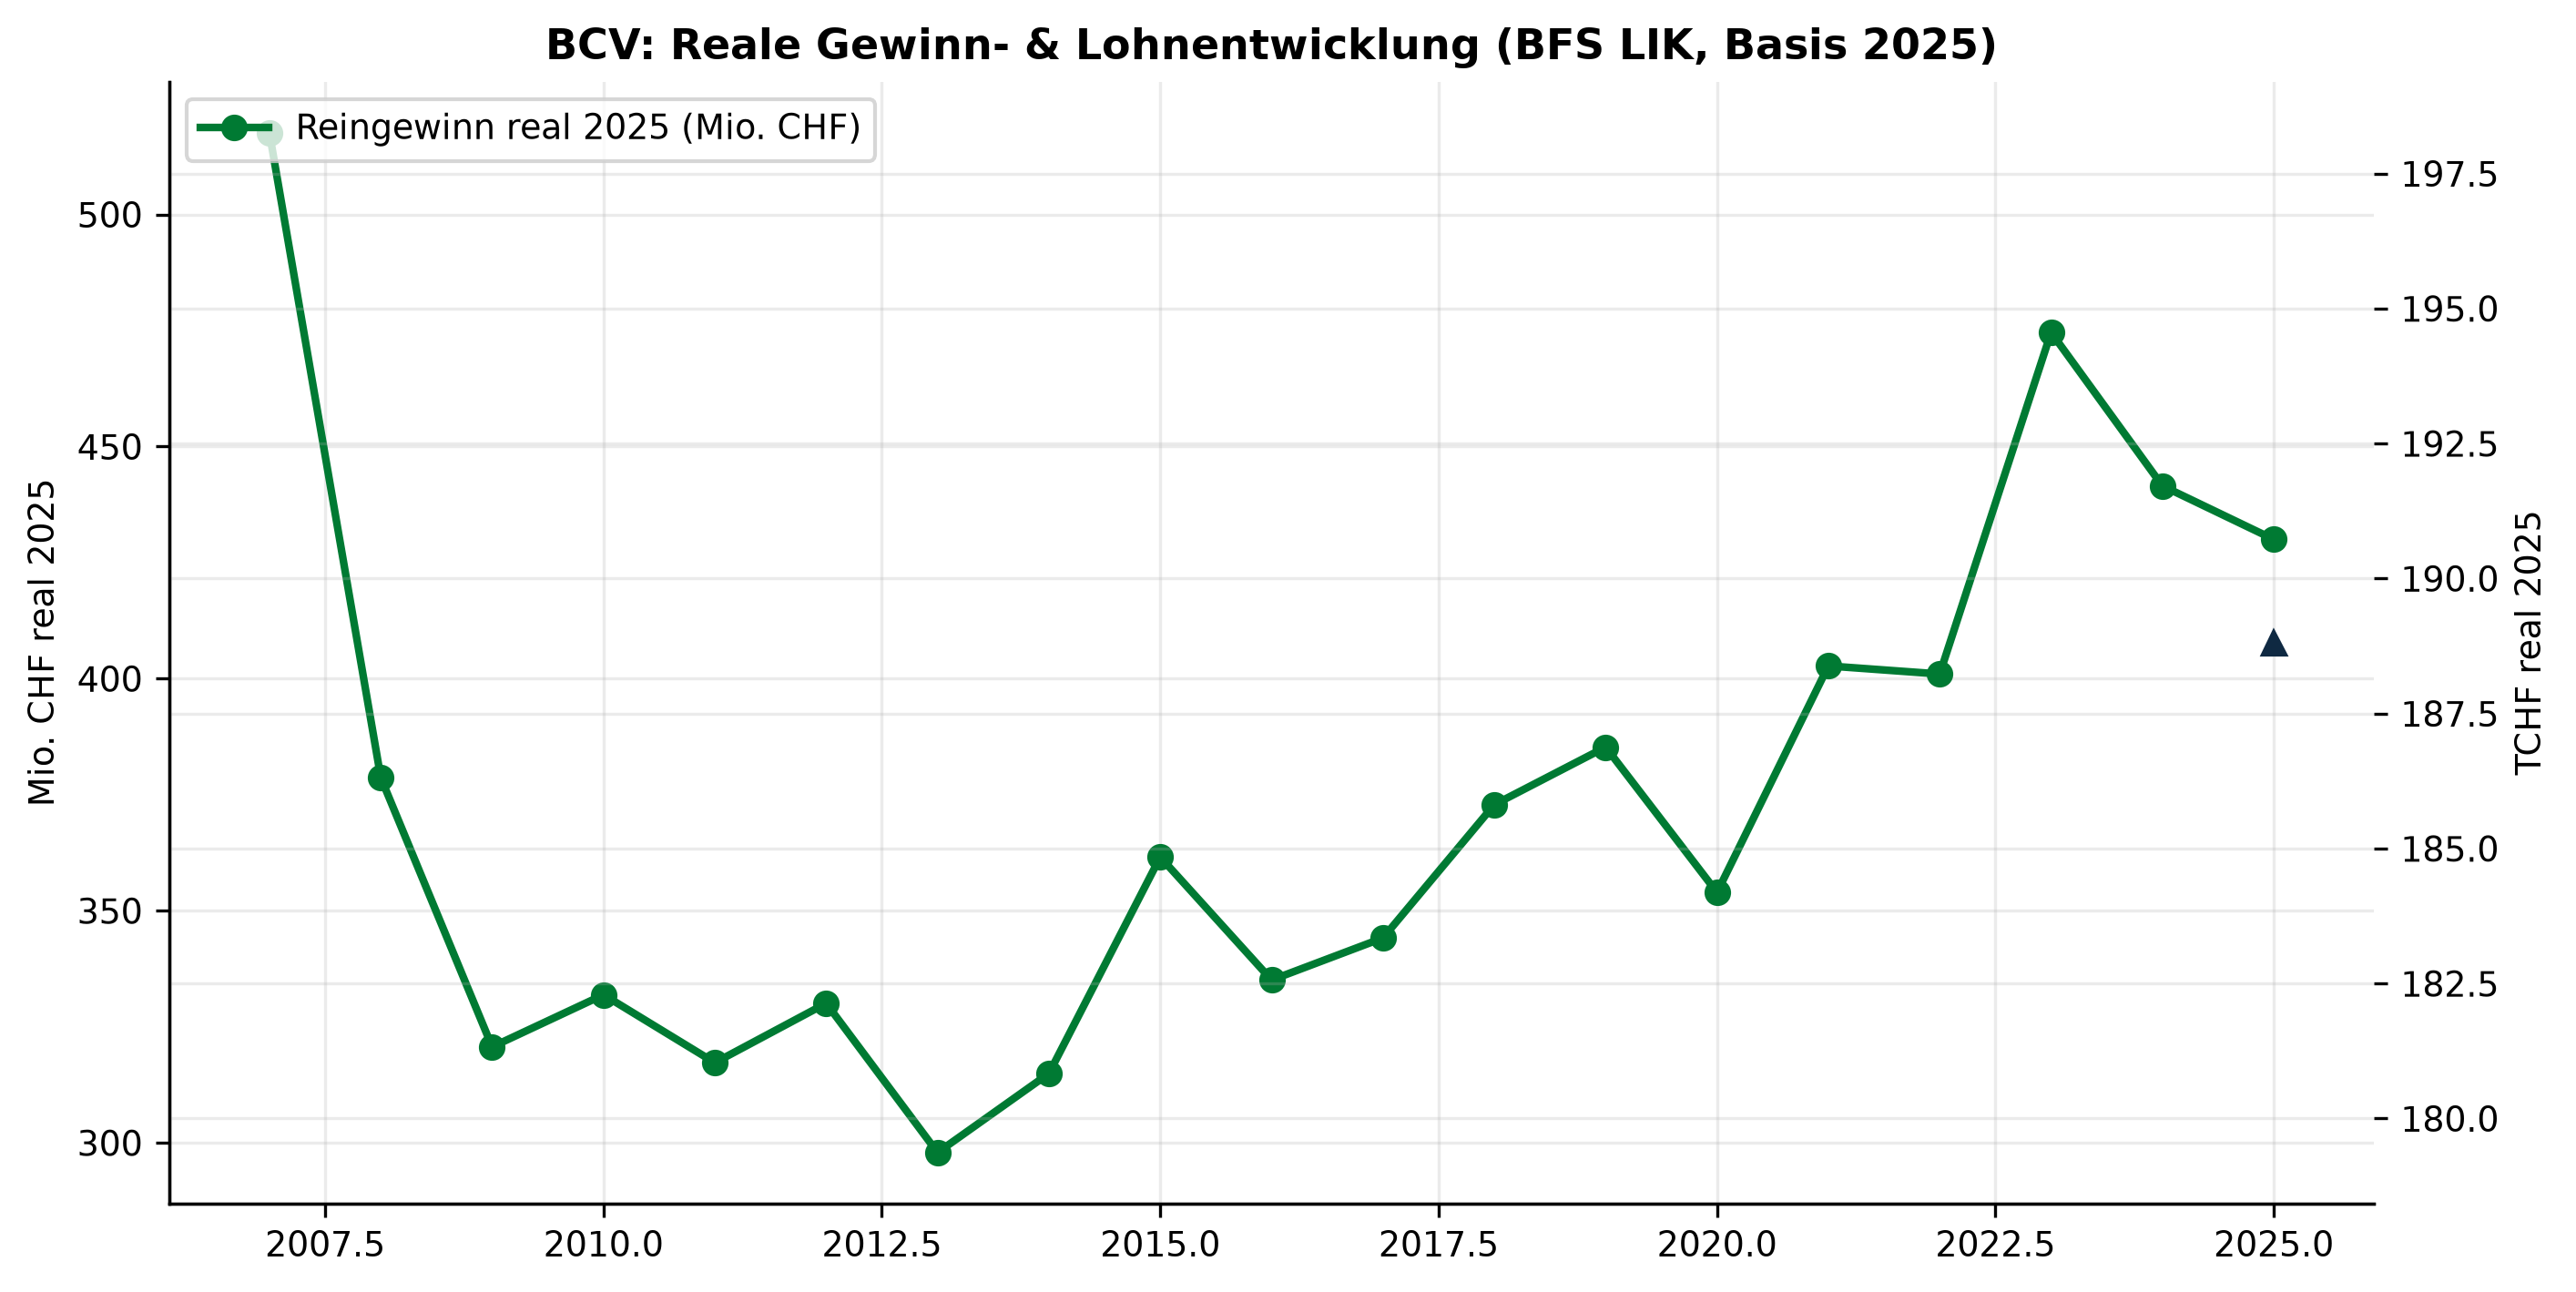 BCV: Reale Gewinn- & Lohnentwicklung (BFS LIK, Basis 2025)
Reingewinn real 2025 (Mio. CHF)
Mio. CHF real 2025
500
450
400
350
300
197.5
195.0
192.5
190.0
187.5
185.0
182.5
180.0
TCHF real 2025
2007.5 2010.0 2012.5 2015.0 2017.5 2020.0 2022.5 2025.0